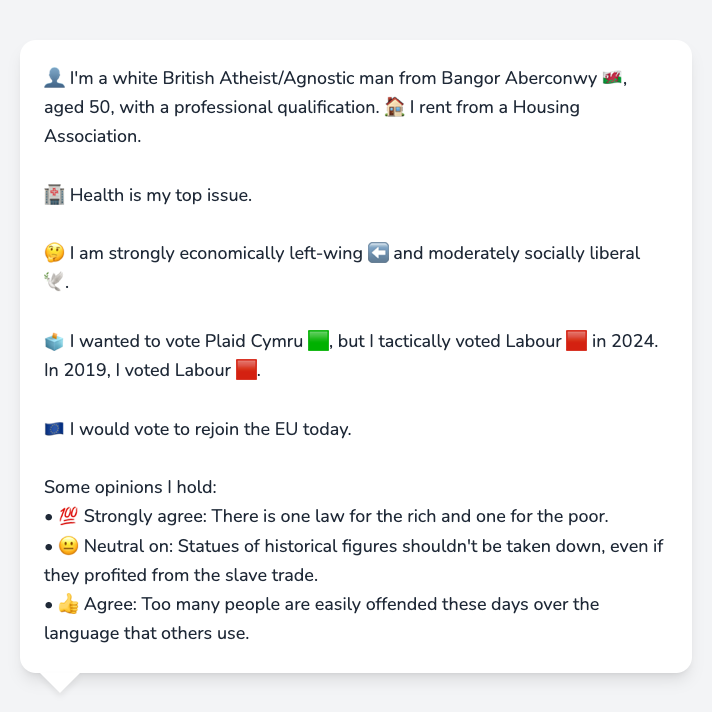 👤 I'm a white British Atheist/Agnostic man from Bangor Aberconwy 🏴󠁧󠁢󠁷󠁬󠁳󠁿,
aged 50, with a professional qualification. 🏠 I rent from a Housing
Association.
🏥 Health is my top issue.
🤔 I am strongly economically left-wing ⬅️ and moderately socially liberal
🕊️.
🗳️ I wanted to vote Plaid Cymru 🟩, but I tactically voted Labour 🟥 in 2024.
In 2019, I voted Labour 🟥.
🇪🇺 I would vote to rejoin the EU today.
Some opinions I hold:
• 💯 Strongly agree: There is one law for the rich and one for the poor.
• 😐 Neutral on: Statues of historical figures shouldn't be taken down, even if
they profited from the slave trade.
• 👍 Agree: Too many people are easily offended these days over the
language that others use.